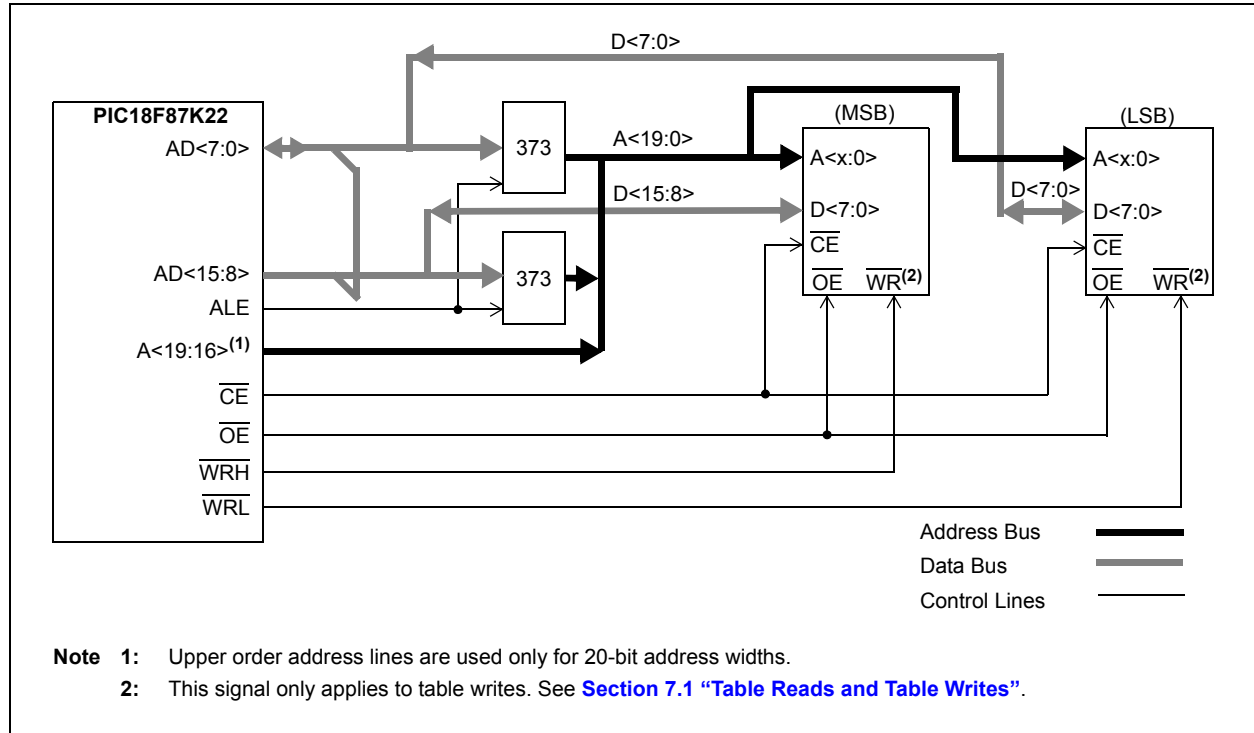 D<7:0>
PIC18F87K22
AD<7:0>
373
A<19:0>
D<15:8>
(MSB)
A<x:0>
D<7:0>
CE
OE WR(2)
(LSB)
A<x:0>
D<7:0>
D<7:0>
CE
OE WR(2)
AD<15:8>
373
ALE
A<19:16>(1)
CE
OE
WRH
WRL
Address Bus
Data Bus
Control Lines
Note 1: Upper order address lines are used only for 20-bit address widths.
2: This signal only applies to table writes. See Section 7.1 “Table Reads and Table Writes”.